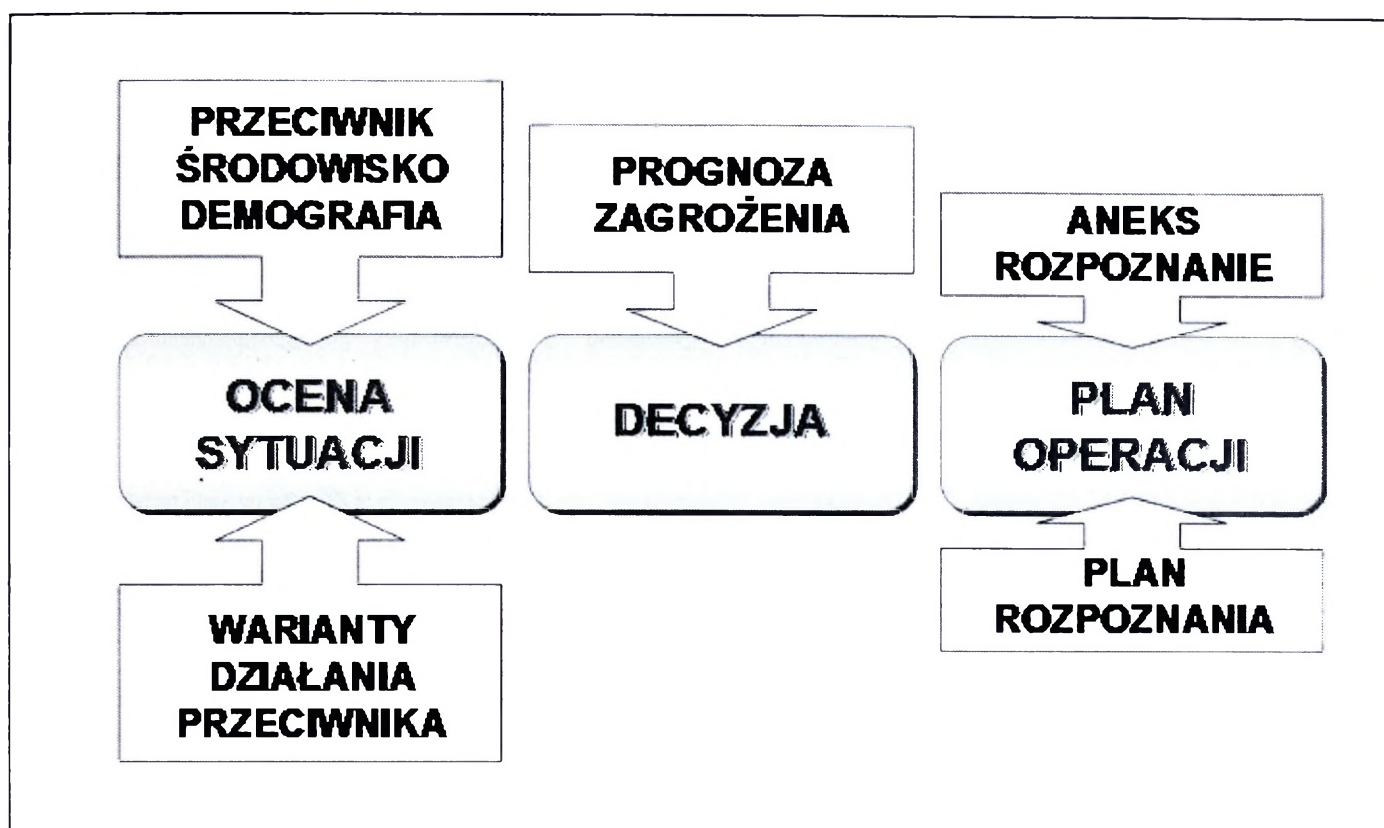 PRZECIWNIK
ŚRODOWISKO
DEMOGRAFIA
PROGNOZA
ZAGROŻENIA
ANEKS
ROZPOZNANIE
OCENA
SYTUACJI
DECYZJA
PLAN
OPERACJI
WARIANTY
DZIAŁANIA
PRZECIWNIKA
PLAN
ROZPOZNANIA